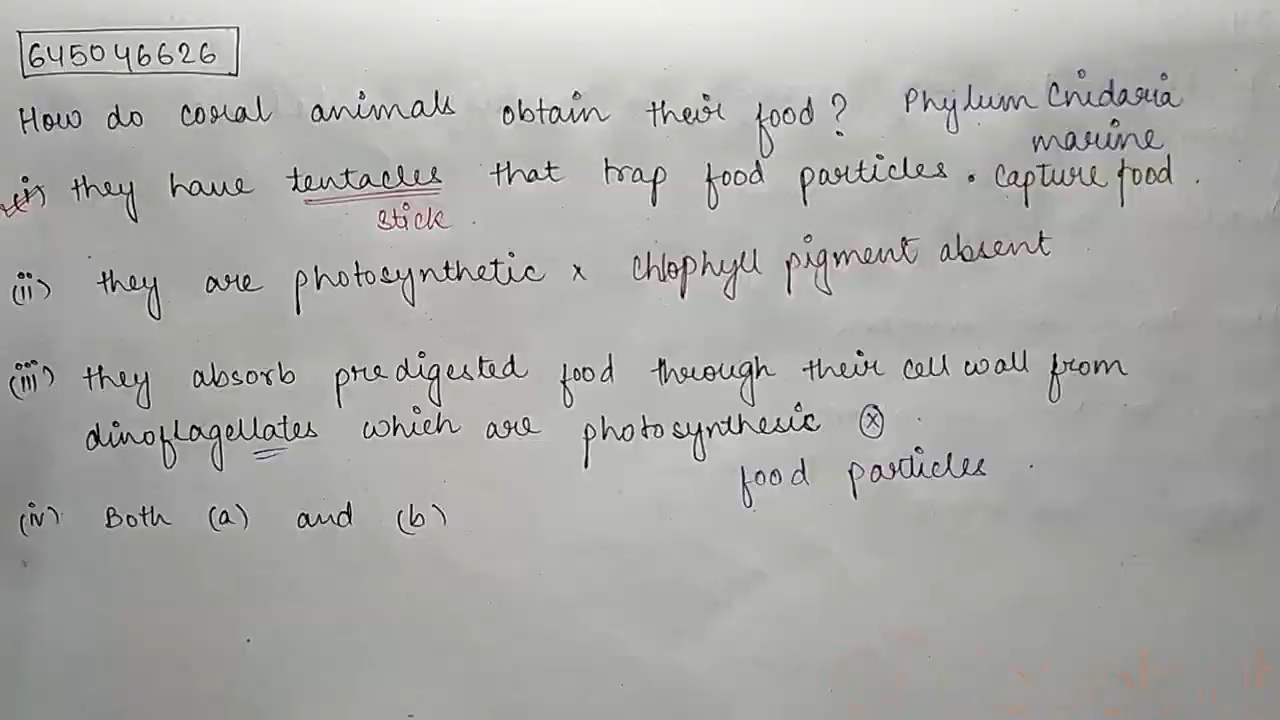 645046626
How do coral animals obtain their food? Phylum Cnidaria
marine
(i) they have tentacles that trap food particles. capture food.
stick
(ii) they are photosynthetic x chlophyll pigment absent
(iii) they absorb predigested food through their cell wall from
dinoflagellates which are photosynthesic x
food particles
(iv) Both (a) and (b)